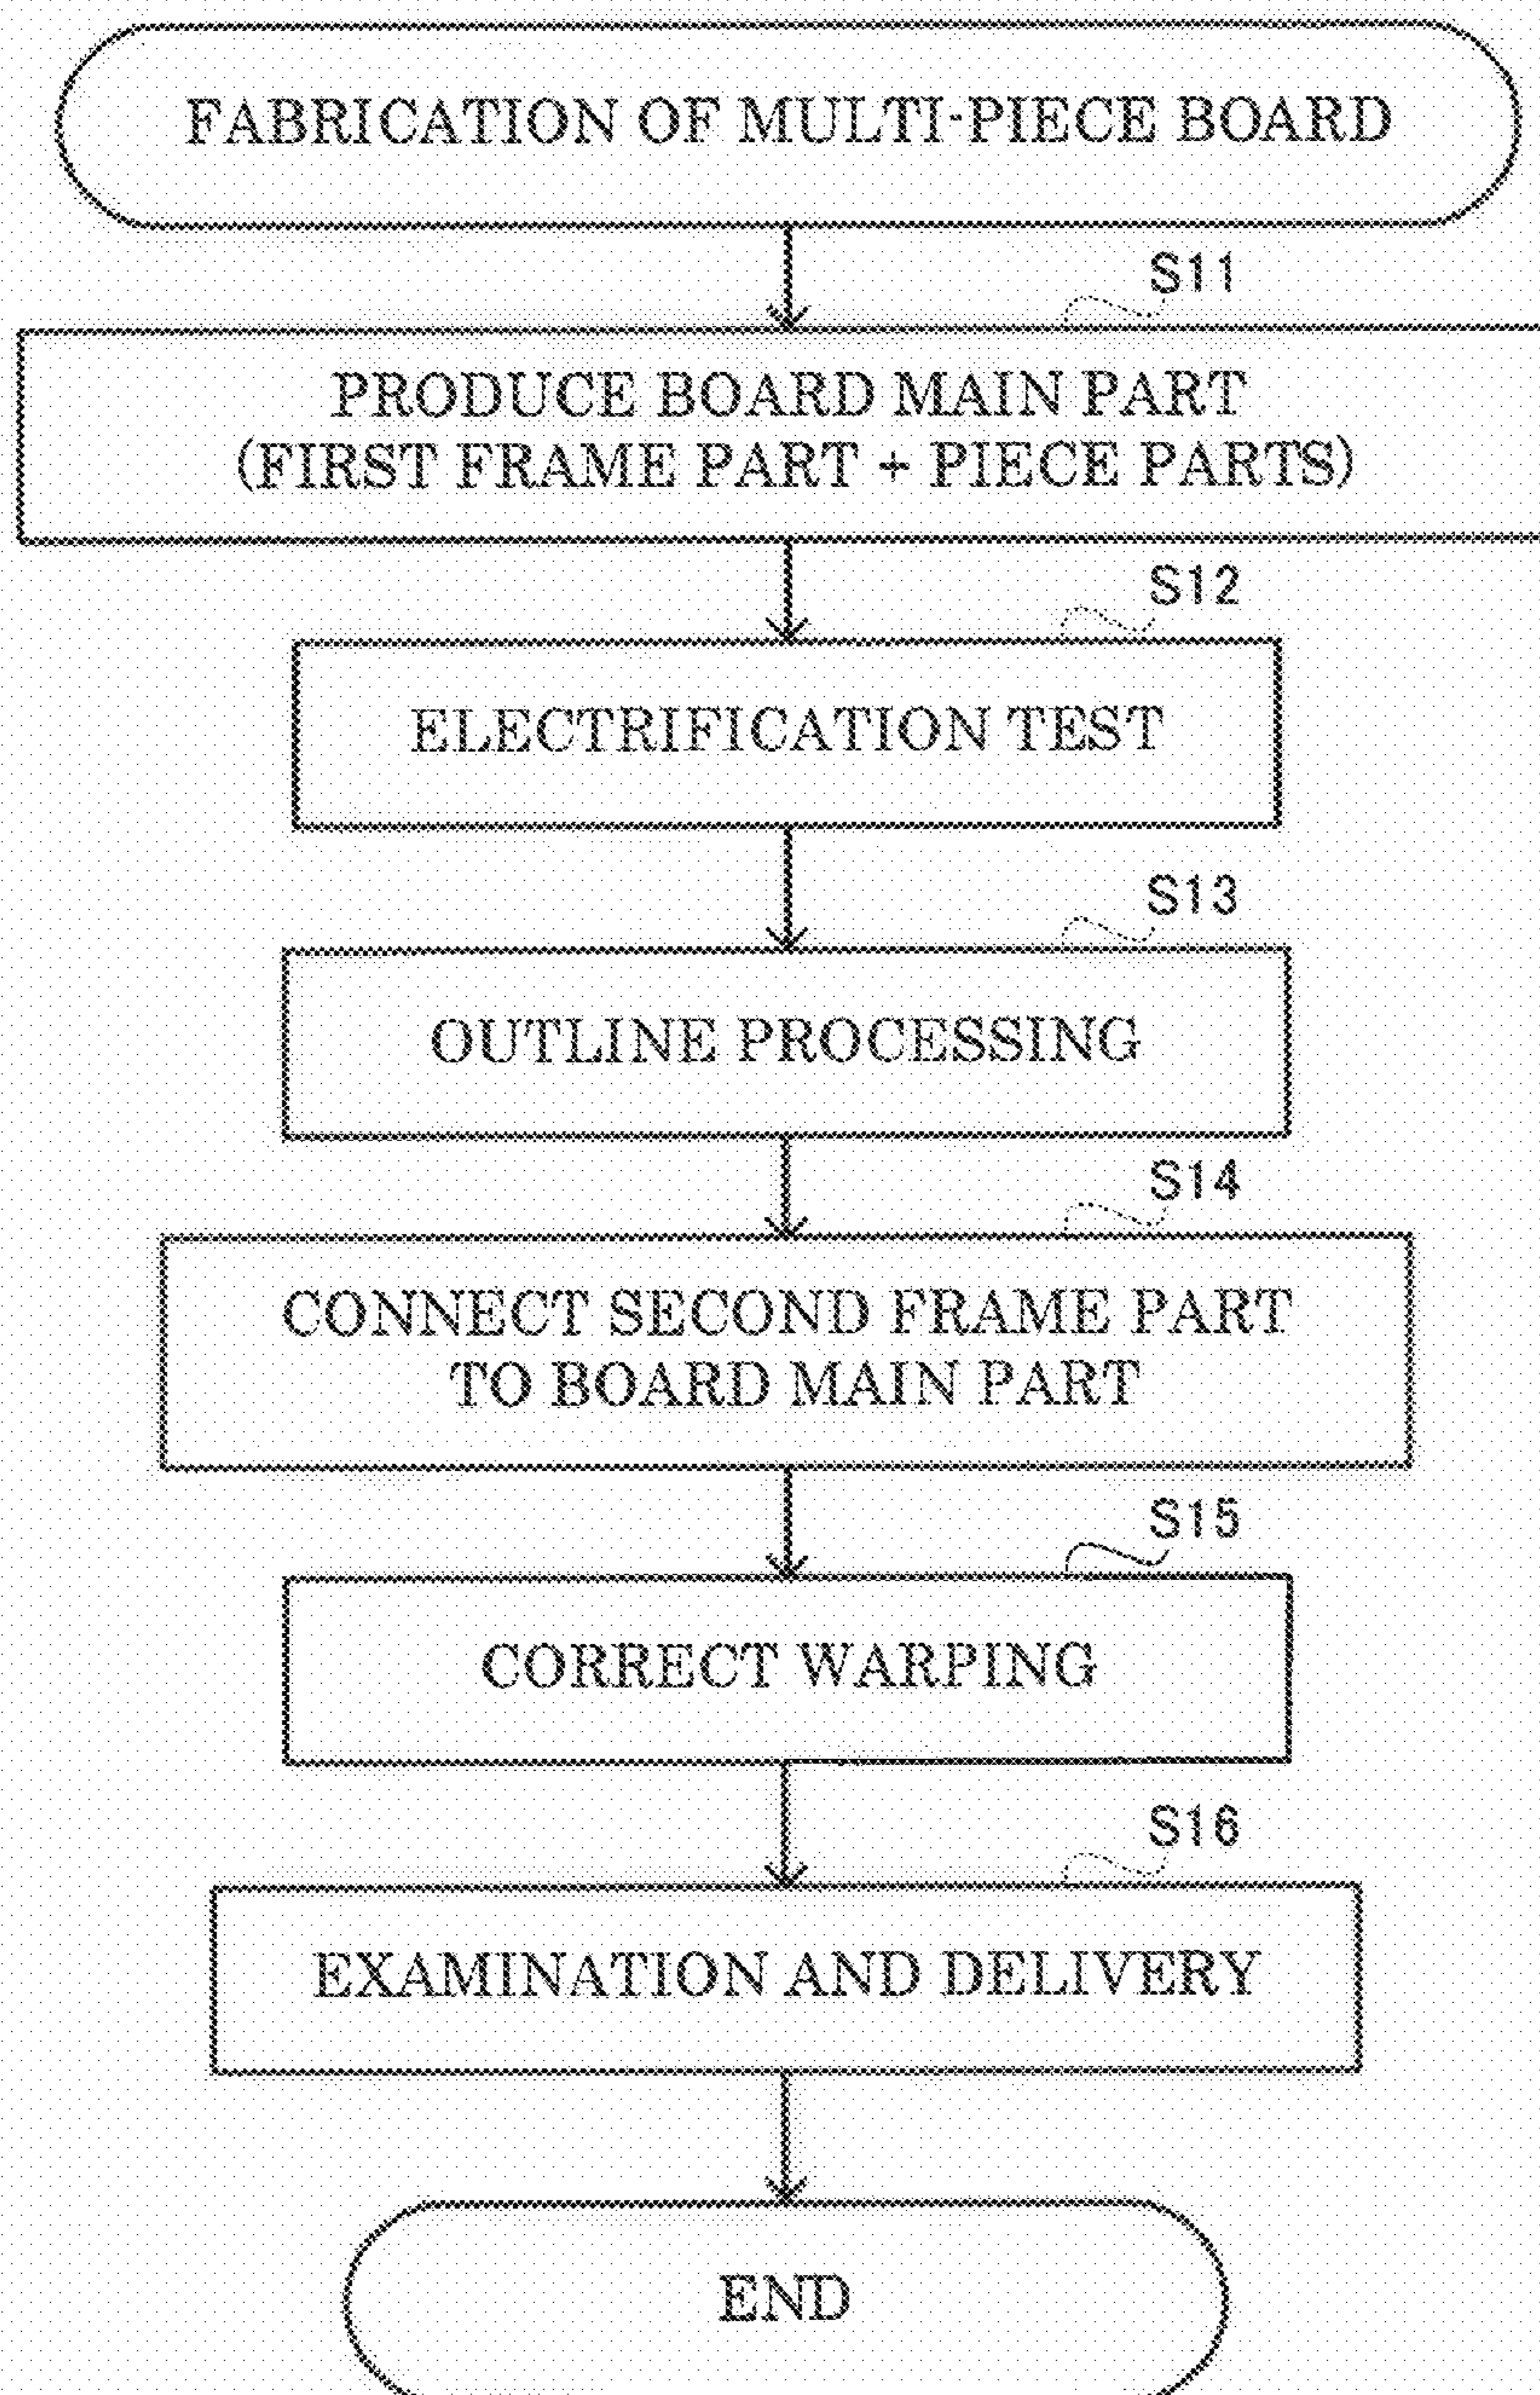 FABRICATION OF MULTI-PIECE BOARD
S11
PRODUCE BOARD MAIN PART
(FIRST FRAME PART + PIECE PARTS)
S12
ELECTRIFICATION TEST
S13
OUTLINE PROCESSING
S14
CONNECT SECOND FRAME PART
TO BOARD MAIN PART
S15
CORRECT WARPING
S16
EXAMINATION AND DELIVERY
END